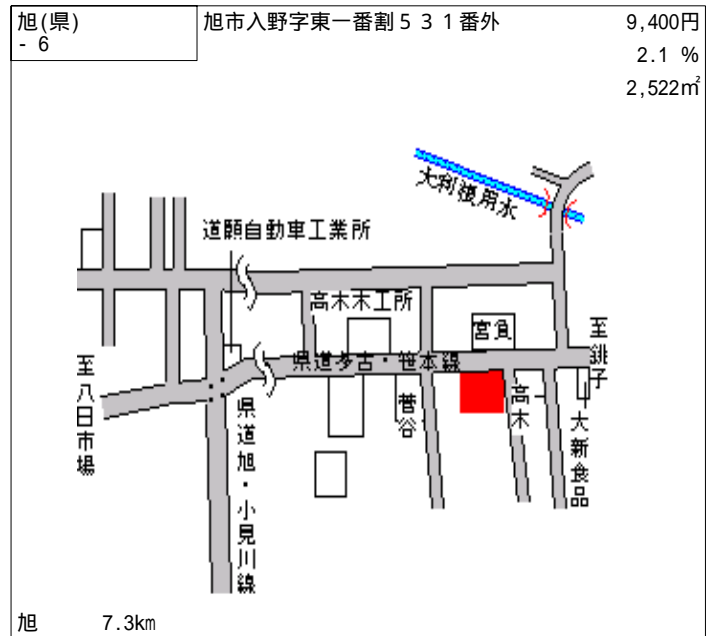 旭(県)
- 6
旭市入野字東一番割５３１番外
9,400円
2.1 %
2,522㎡
大利根用水
道願自動車工業所
高木木工所
宮負
県道多古・笹本線
至銚子
至八日市場
県道旭・小見川線
菅谷
高木
大新食品
旭 7.3km